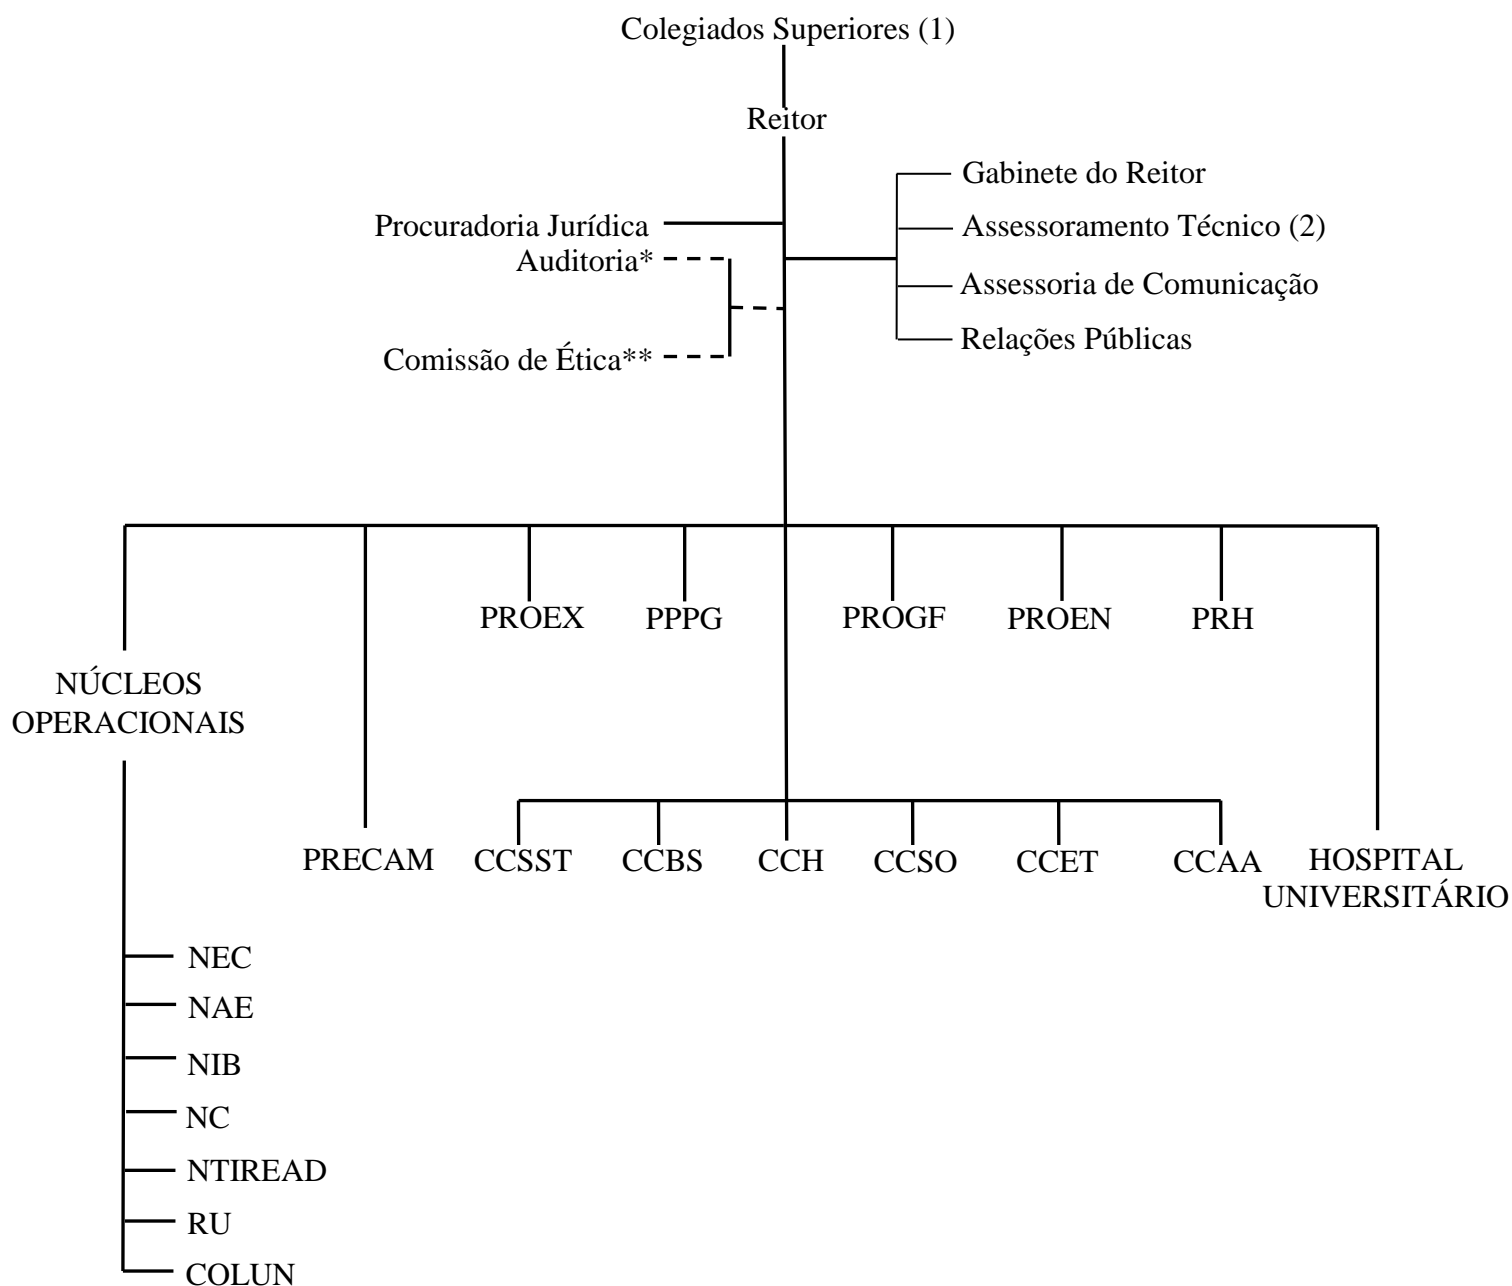 Colegiados Superiores (1)
Reitor
Gabinete do Reitor
Procuradoria Jurídica
Assessoramento Técnico (2)
Auditoria*
Assessoria de Comunicação
Comissão de Ética**
Relações Públicas
PROEX
PPPG
PROGF
PROEN
PRH
NÚCLEOS
OPERACIONAIS
PRECAM
CCSST
CCBS
CCH
CCSO
CCET
CCAA
HOSPITAL
UNIVERSITÁRIO
NEC
NAE
NIB
NC
NTIREAD
RU
COLUN